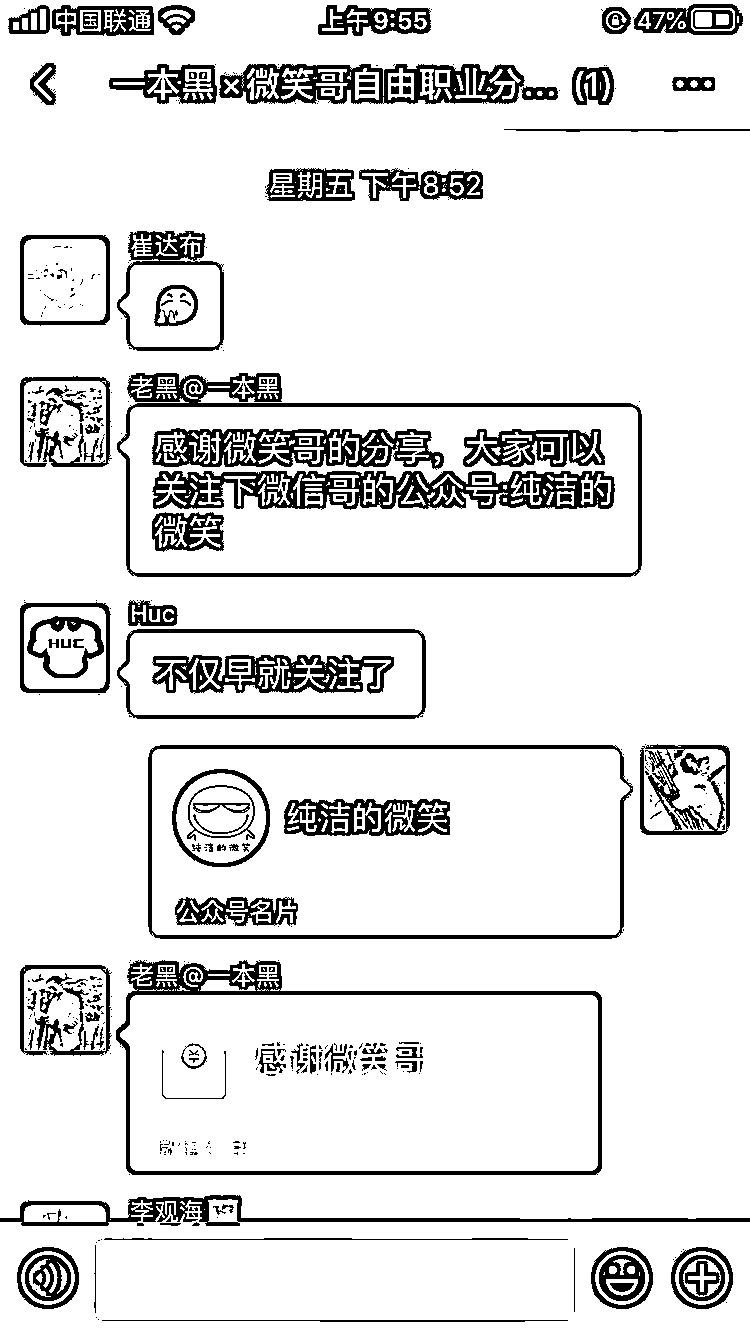 中国联通 上午9:55 47%
一本黑×微笑哥自由职业分... (1)
星期五 下午8:52
崔达布
老黑@一本黑
感谢微笑哥的分享，大家可以
关注下微信哥的公众号:纯洁的
微笑
Huc
HUC
不仅早就关注了
纯洁的微笑
纯洁的微笑
公众号名片
老黑@一本黑
感谢微笑哥
李观海